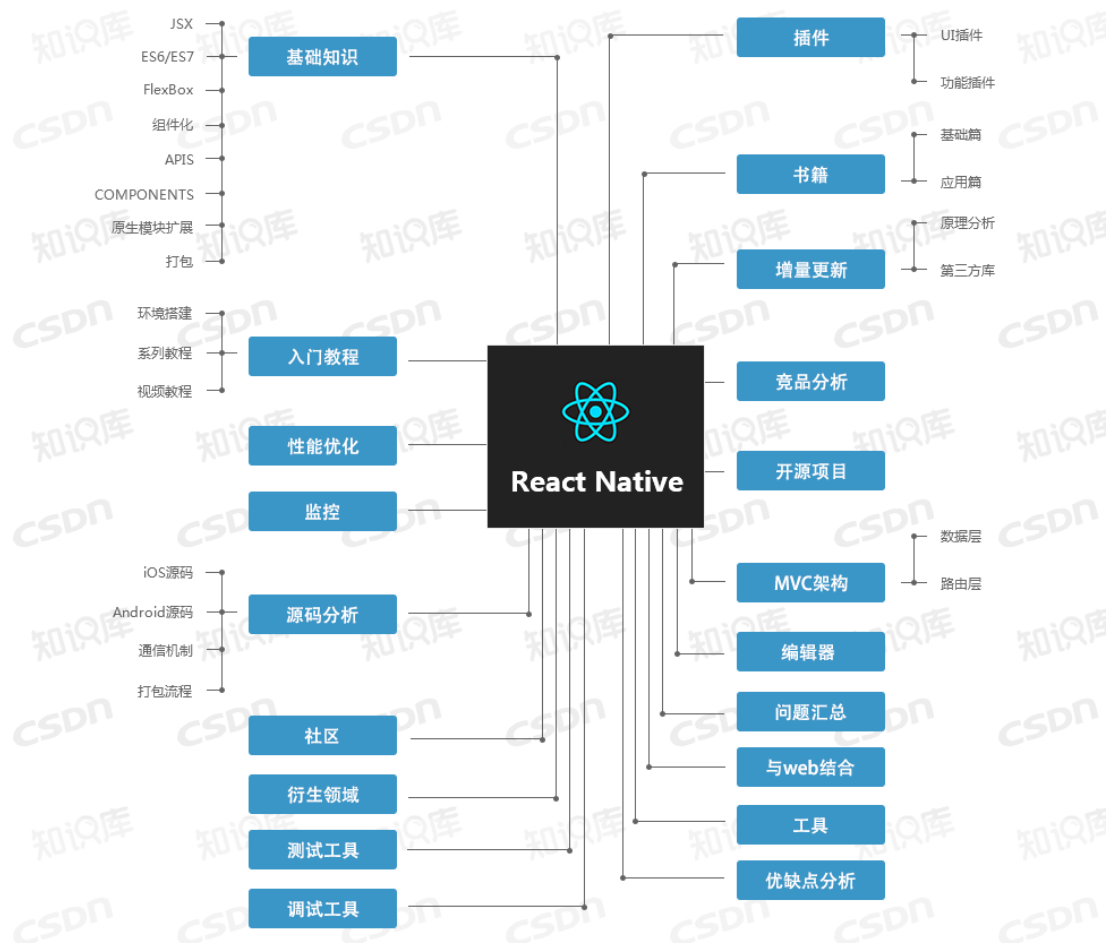 JSX
ES6/ES7
FlexBox
组件化
APIS
COMPONENTS
原生模块扩展
打包
基础知识
环境搭建
系列教程
视频教程
入门教程
性能优化
监控
iOS源码
Android源码
通信机制
打包流程
源码分析
社区
衍生领域
测试工具
调试工具
React Native
插件
UI插件
功能插件
书籍
基础篇
应用篇
增量更新
原理分析
第三方库
竞品分析
开源项目
MVC架构
数据层
路由层
编辑器
问题汇总
与web结合
工具
优缺点分析
知识库
CSDN